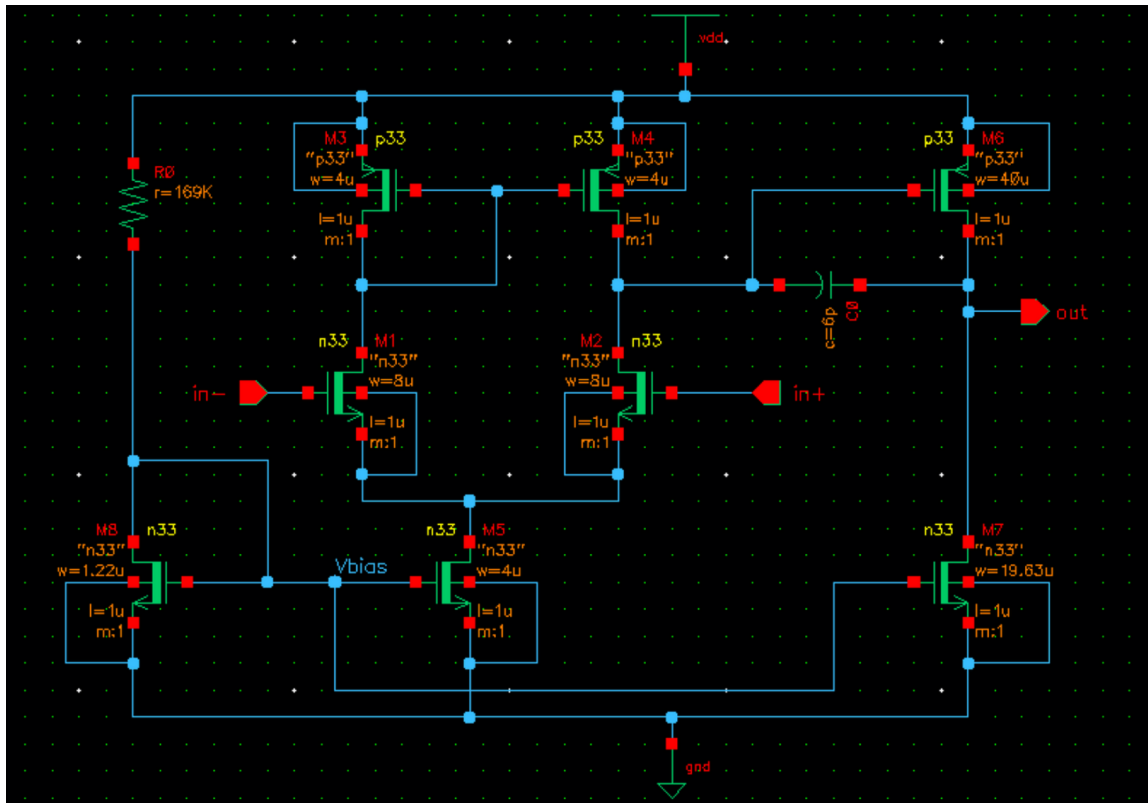 vdd
M3
p33
"p33"
w=4u
l=1u
m:1
p33
M4
"p33"
w=4u
l=1u
m:1
p33
M6
"p33"
w=40u
l=1u
m:1
R0
r=169K
C0
c=6p
out
n33
M1
"n33"
w=8u
l=1u
m:1
in-
M2
n33
"n33"
w=8u
l=1u
m:1
in+
M8
n33
"n33"
w=1.22u
l=1u
m:1
Vbias
n33
M5
"n33"
w=4u
l=1u
m:1
n33
M7
"n33"
w=19.63u
l=1u
m:1
gnd